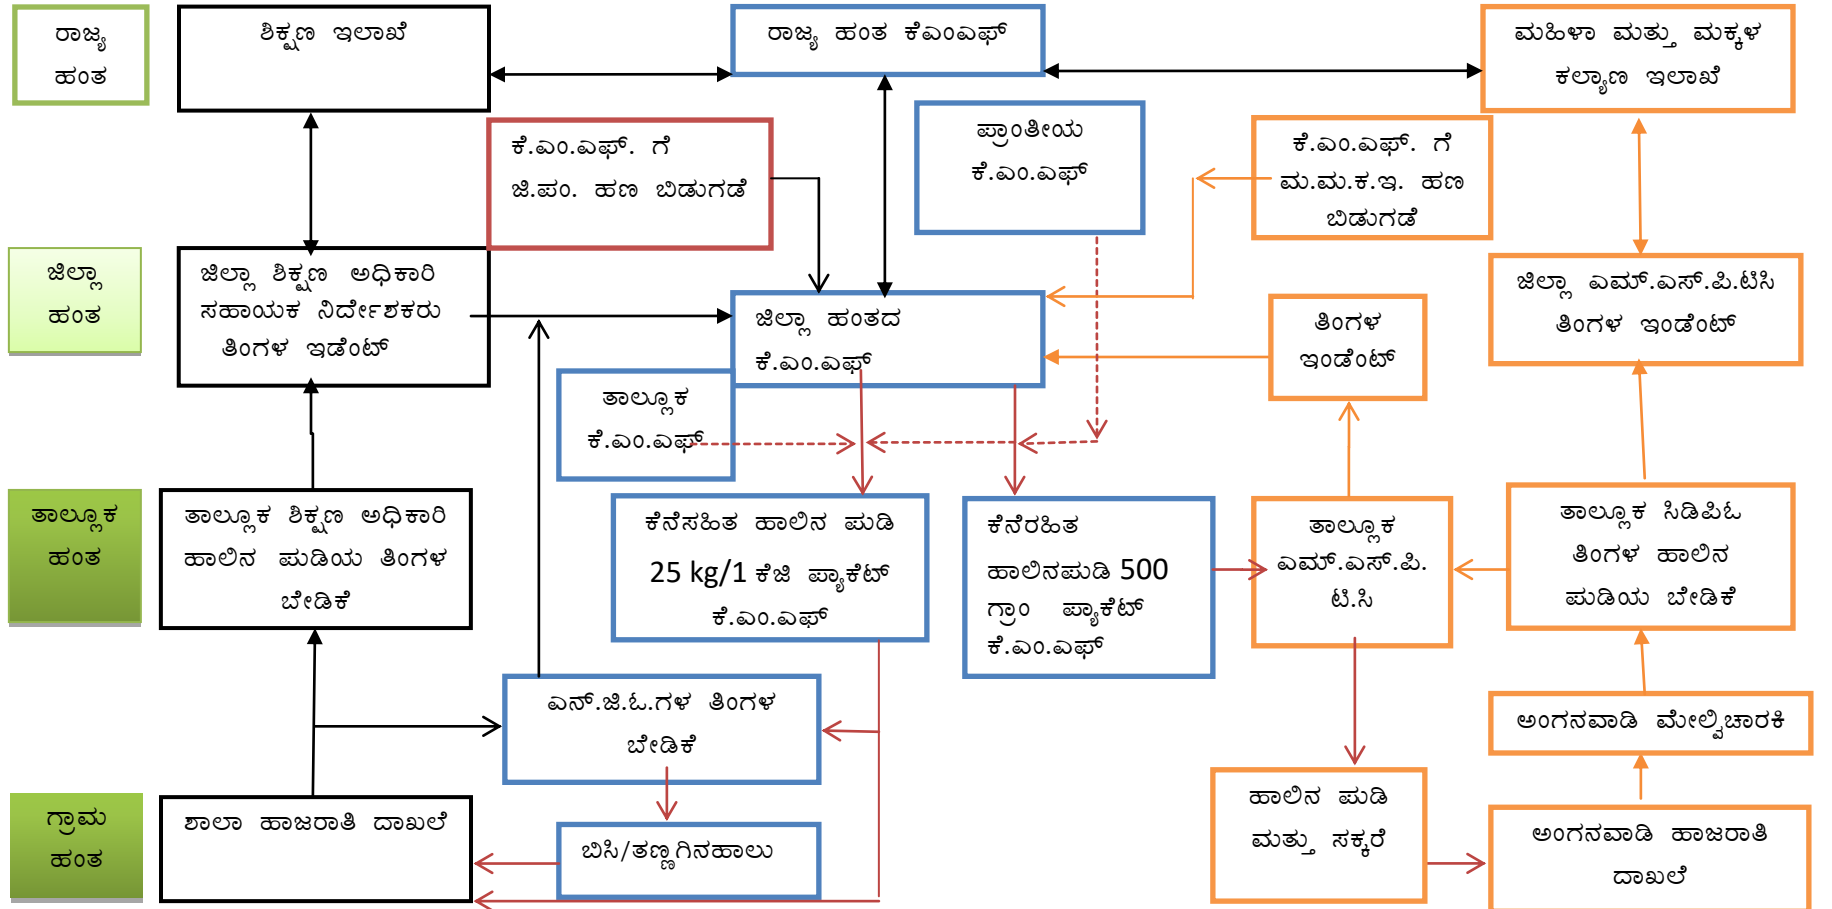 ರಾಜ್ಯ
ಹಂತ
ಶಿಕ್ಷಣ ಇಲಾಖೆ
ರಾಜ್ಯ ಹಂತ ಕೆಎಂಎಫ್
ಮಹಿಳಾ ಮತ್ತು ಮಕ್ಕಳ
ಕಲ್ಯಾಣ ಇಲಾಖೆ
ಕೆ.ಎಂ.ಎಫ್. ಗೆ
ಜಿ.ಪಂ. ಹಣ ಬಿಡುಗಡೆ
ಪ್ರಾಂತೀಯ
ಕೆ.ಎಂ.ಎಫ್
ಕೆ.ಎಂ.ಎಫ್. ಗೆ
ಮ.ಮ.ಕ.ಇ. ಹಣ
ಬಿಡುಗಡೆ
ಜಿಲ್ಲಾ
ಹಂತ
ಜಿಲ್ಲಾ ಶಿಕ್ಷಣ ಅಧಿಕಾರಿ
ಸಹಾಯಕ ನಿರ್ದೇಶಕರು
ತಿಂಗಳ ಇಡೆಂಟ್
ಜಿಲ್ಲಾ ಹಂತದ
ಕೆ.ಎಂ.ಎಫ್
ತಿಂಗಳ
ಇಂಡೆಂಟ್
ಜಿಲ್ಲಾ ಎಮ್.ಎಸ್.ಪಿ.ಟಿಸಿ
ತಿಂಗಳ ಇಂಡೆಂಟ್
ತಾಲ್ಲೂಕ
ಕೆ.ಎಂ.ಎಫ್
ತಾಲ್ಲೂಕ
ಹಂತ
ತಾಲ್ಲೂಕ ಶಿಕ್ಷಣ ಅಧಿಕಾರಿ
ಹಾಲಿನ ಪುಡಿಯ ತಿಂಗಳ
ಬೇಡಿಕೆ
ಕೆನೆಸಹಿತ ಹಾಲಿನ ಪುಡಿ
25 kg/1 ಕೆಜಿ ಪ್ಯಾಕೆಟ್
ಕೆ.ಎಂ.ಎಫ್
ಕೆನೆರಹಿತ
ಹಾಲಿನಪುಡಿ 500
ಗ್ರಾಂ ಪ್ಯಾಕೆಟ್
ಕೆ.ಎಂ.ಎಫ್
ತಾಲ್ಲೂಕ
ಎಮ್.ಎಸ್.ಪಿ.
ಟಿ.ಸಿ
ತಾಲ್ಲೂಕ ಸಿಡಿಪಿಓ
ತಿಂಗಳ ಹಾಲಿನ
ಪುಡಿಯ ಬೇಡಿಕೆ
ಎನ್.ಜಿ.ಓ.ಗಳ ತಿಂಗಳ
ಬೇಡಿಕೆ
ಅಂಗನವಾಡಿ ಮೇಲ್ವಿಚಾರಕಿ
ಗ್ರಾಮ
ಹಂತ
ಶಾಲಾ ಹಾಜರಾತಿ ದಾಖಲೆ
ಬಿಸಿ/ತಣ್ಣಗಿನಹಾಲು
ಹಾಲಿನ ಪುಡಿ
ಮತ್ತು ಸಕ್ಕರೆ
ಅಂಗನವಾಡಿ ಹಾಜರಾತಿ
ದಾಖಲೆ